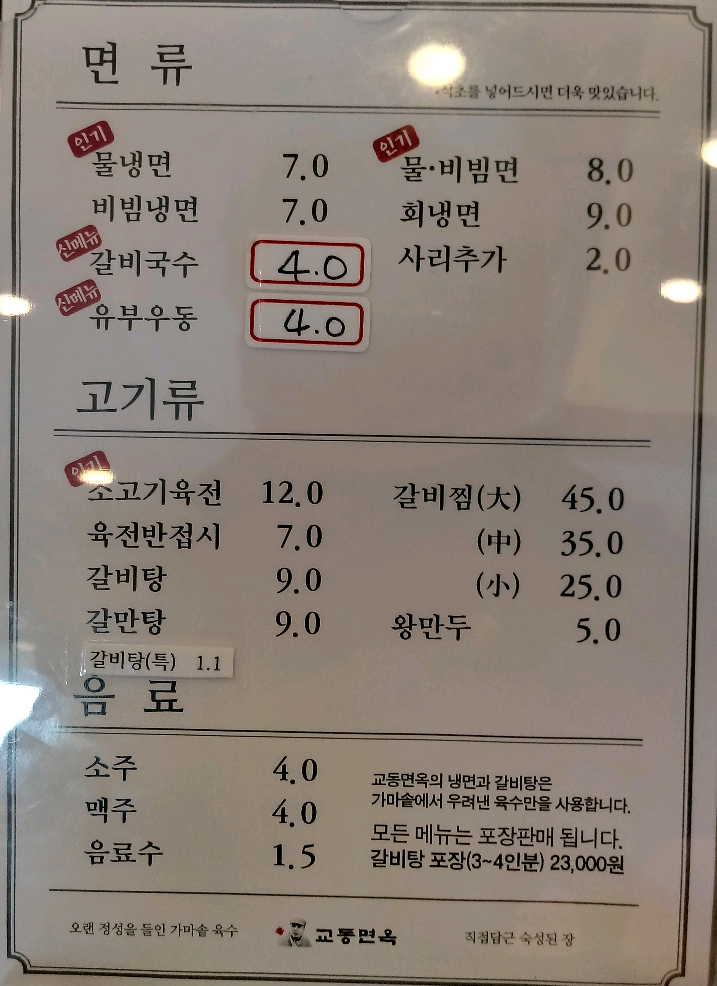 면 류
식초를 넣어드시면 더욱 맛있습니다.
인기
물냉면 7.0
비빔냉면 7.0
신메뉴
갈비국수 4.0
신메뉴
유부우동 4.0
인기
물·비빔면 8.0
회냉면 9.0
사리추가 2.0
고기류
인기
소고기육전 12.0
육전반접시 7.0
갈비탕 9.0
갈만탕 9.0
갈비탕(특) 1.1
갈비찜(大) 45.0
(中) 35.0
(小) 25.0
왕만두 5.0
음 료
소주 4.0
맥주 4.0
음료수 1.5
교동면옥의 냉면과 갈비탕은
가마솥에서 우려낸 육수만을 사용합니다.
모든 메뉴는 포장판매 됩니다.
갈비탕 포장(3~4인분) 23,000원
오랜 정성을 들인 가마솥 육수
교동면옥
직접담근 숙성된 장